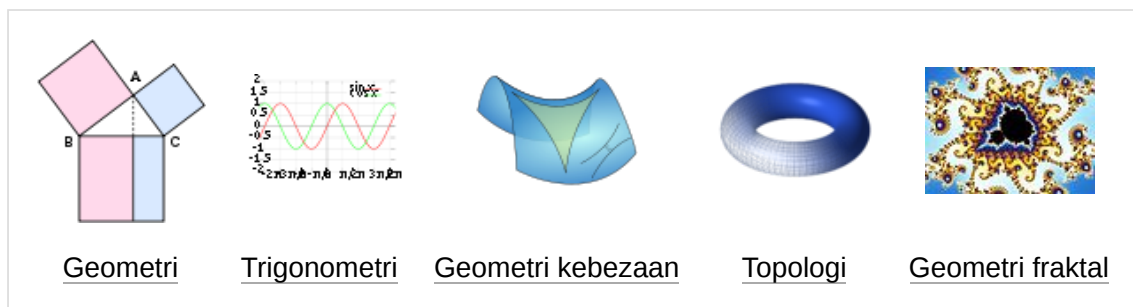 A
B
C
2
1.5
1
0.5
0
-0.5
-1
-1.5
-2
Geometri
Trigonometri
Geometri kebezaan
Topologi
Geometri fraktal